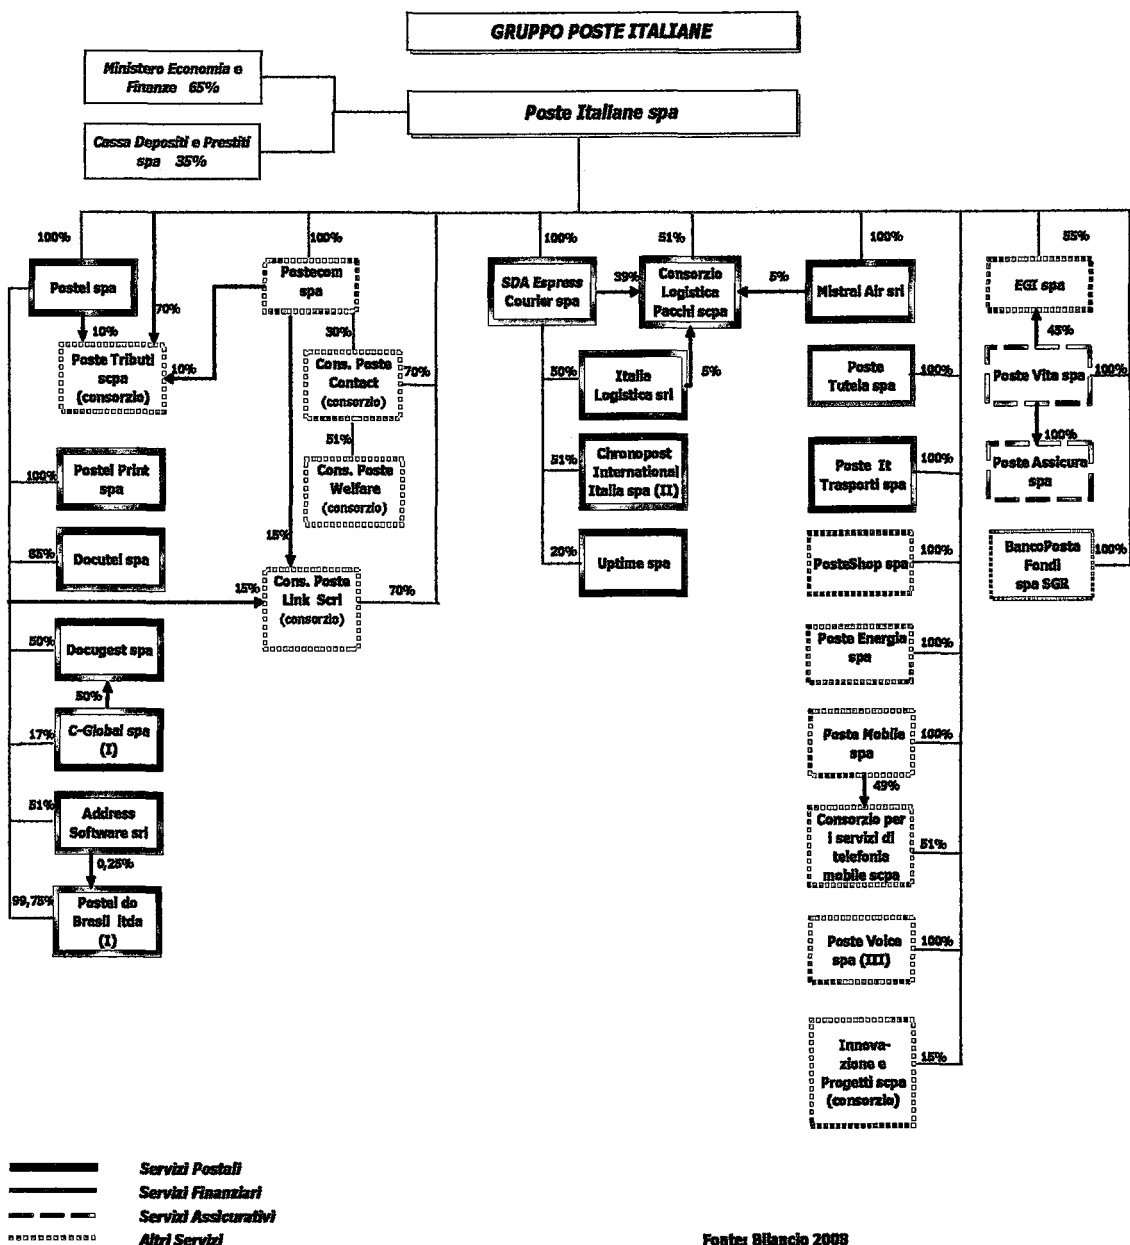 GRUPPO POSTE ITALIANE
Ministero Economia e
Finanze 65%
Poste Italiane spa
Cassa Depositi e Prestiti
spa 35%
100%
100%
100%
51%
100%
55%
Postel spa
70%
10%
Poste Tributi
scpa
(consorzio)
10%
Postecom
spa
30%
Cons. Poste
Contact
(consorzio)
70%
51%
Cons. Poste
Welfare
(consorzio)
15%
15%
Cons. Poste
Link Scrl
(consorzio)
70%
100%
Postel Print
spa
85%
Docutel spa
50%
Docugest spa
50%
17%
C-Global spa
(I)
51%
Address
Software srl
0,25%
99,75%
Postel do
Brasil ltda
(I)
SDA Express
Courier spa
39%
Consorzio
Logistica
Pacchi scpa
5%
Mistral Air srl
50%
Italia
Logistica srl
5%
51%
Chronopost
International
Italia spa (II)
20%
Uptime spa
Poste
Tutela spa
100%
Poste It
Trasporti spa
100%
PosteShop spa
100%
Poste Energia
spa
100%
Poste Mobile
spa
100%
49%
Consorzio per
i servizi di
telefonia
mobile scpa
51%
Poste Voice
spa (III)
100%
Innova-
zione e
Progetti scpa
(consorzio)
15%
EGI spa
45%
Poste Vita spa
100%
100%
Poste Assicura
spa
BancoPosta
Fondi
spa SGR
100%
Servizi Postali
Servizi Finanziari
Servizi Assicurativi
Altri Servizi
Fonte: Bilancio 2008